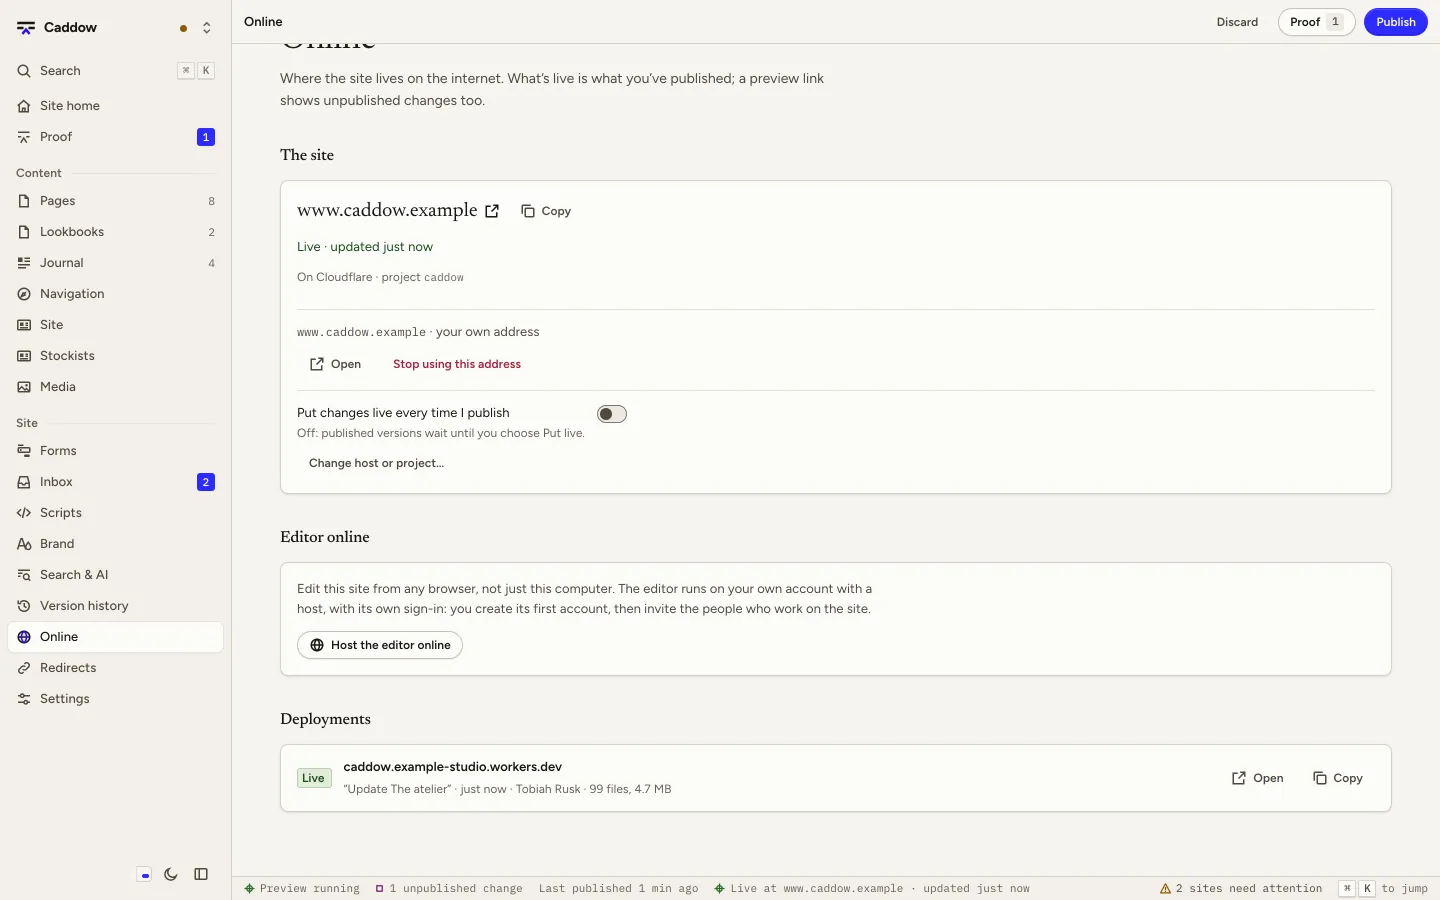 Caddow
Search ⌘ K
Site home
Proof 1
Content
Pages 8
Lookbooks 2
Journal 4
Navigation
Site
Stockists
Media
Site
Forms
Inbox 2
Scripts
Brand
Search & AI
Version history
Online
Redirects
Settings
Online
Discard
Proof 1
Publish
Online
Where the site lives on the internet. What’s live is what you’ve published; a preview link
shows unpublished changes too.
The site
www.caddow.example
Copy
Live · updated just now
On Cloudflare · project caddow
www.caddow.example · your own address
Open
Stop using this address
Put changes live every time I publish
Off: published versions wait until you choose Put live.
Change host or project…
Editor online
Edit this site from any browser, not just this computer. The editor runs on your own account with a
host, with its own sign-in: you create its first account, then invite the people who work on the site.
Host the editor online
Deployments
Live
caddow.example-studio.workers.dev
“Update The atelier” · just now · Tobiah Rusk · 99 files, 4.7 MB
Open
Copy
Preview running
1 unpublished change
Last published 1 min ago
Live at www.caddow.example · updated just now
2 sites need attention
⌘ K to jump